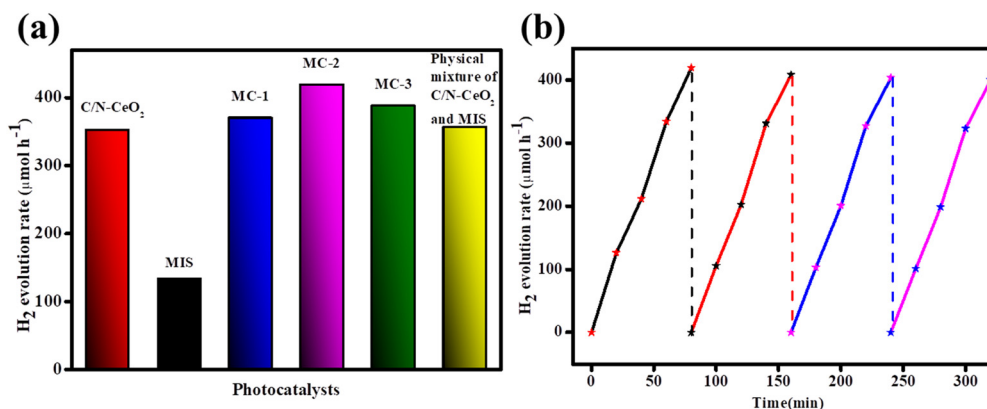 (a)
H₂ evolution rate (μmol h⁻¹)
400
300
200
100
0
C/N-CeO₂
MIS
MC-1
MC-2
MC-3
Physical
mixture of
C/N-CeO₂
and MIS
Photocatalysts
(b)
H₂ evolution rate (μmol h⁻¹)
400
300
200
100
0
0 50 100 150 200 250 300
Time(min)